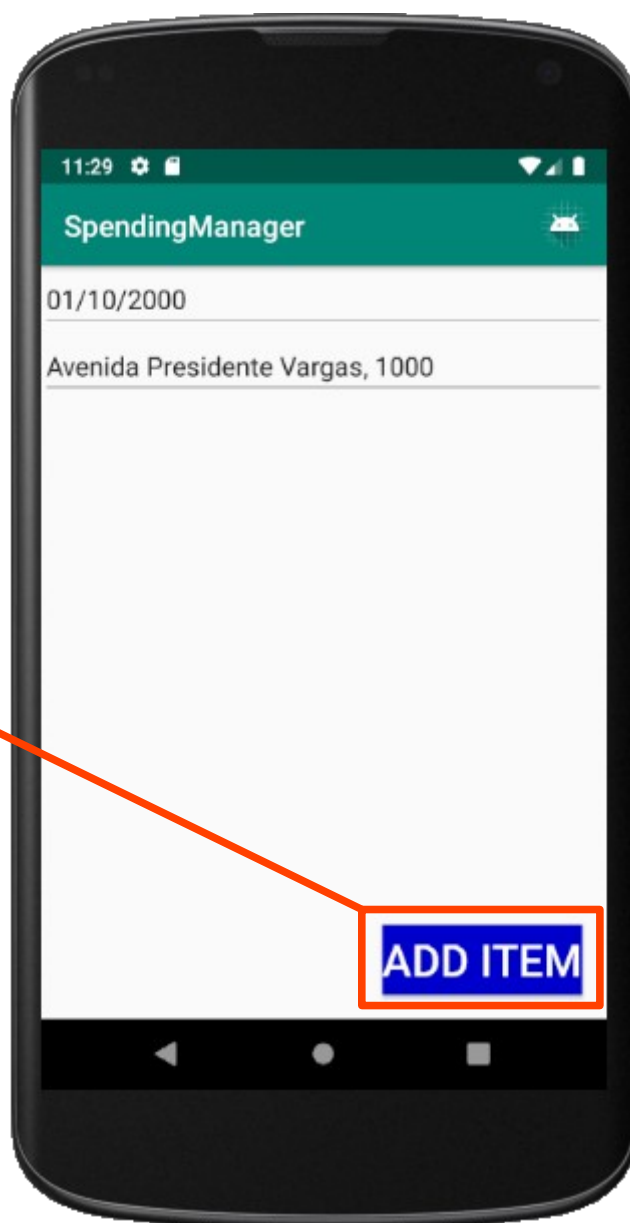 11:29
SpendingManager
01/10/2000
Avenida Presidente Vargas, 1000
ADD ITEM